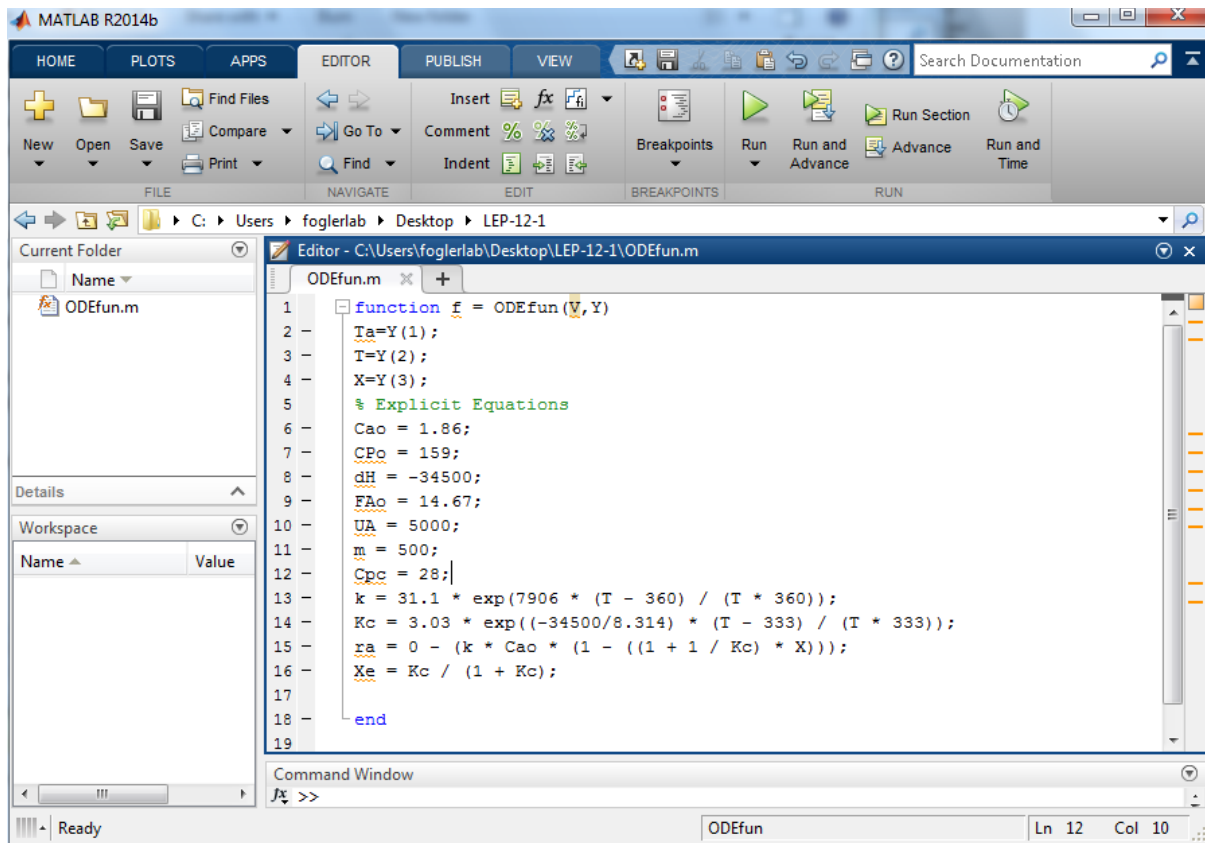 MATLAB R2014b
HOME PLOTS APPS EDITOR PUBLISH VIEW Search Documentation
New Open Save Find Files Compare Print
FILE
Go To Find
NAVIGATE
Insert fx Comment Indent
EDIT
Breakpoints
BREAKPOINTS
Run Run and Advance Run Section Advance Run and Time
RUN
C: Users foglerlab Desktop LEP-12-1
Current Folder
Name
ODEfun.m
Details
Workspace
Name Value
Editor - C:\Users\foglerlab\Desktop\LEP-12-1\ODEfun.m
ODEfun.m
1 function f = ODEfun(V,Y)
2 - Ta=Y(1);
3 - T=Y(2);
4 - X=Y(3);
5 % Explicit Equations
6 - Cao = 1.86;
7 - CPo = 159;
8 - dH = -34500;
9 - FAo = 14.67;
10 - UA = 5000;
11 - m = 500;
12 - Cpc = 28;
13 - k = 31.1 * exp(7906 * (T - 360) / (T * 360));
14 - Kc = 3.03 * exp((-34500/8.314) * (T - 333) / (T * 333));
15 - ra = 0 - (k * Cao * (1 - ((1 + 1 / Kc) * X)));
16 - Xe = Kc / (1 + Kc);
17
18 - end
19
Command Window
fx >>
Ready ODEfun Ln 12 Col 10